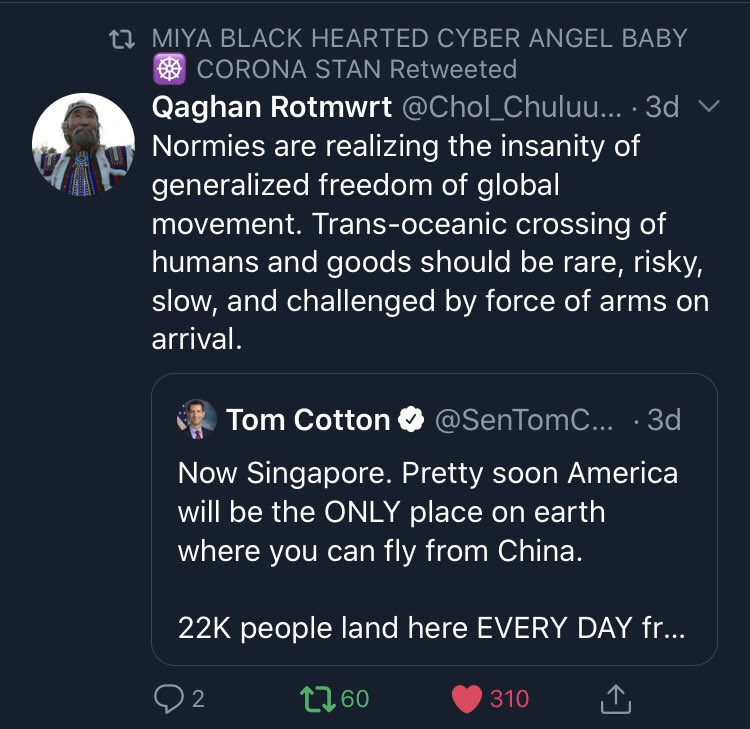 MIYA BLACK HEARTED CYBER ANGEL BABY
☸️ CORONA STAN Retweeted
Qaghan Rotmwrt @Chol_Chuluu... · 3d
Normies are realizing the insanity of
generalized freedom of global
movement. Trans-oceanic crossing of
humans and goods should be rare, risky,
slow, and challenged by force of arms on
arrival.
Tom Cotton @SenTomC... · 3d
Now Singapore. Pretty soon America
will be the ONLY place on earth
where you can fly from China.
22K people land here EVERY DAY fr...
2 60 310